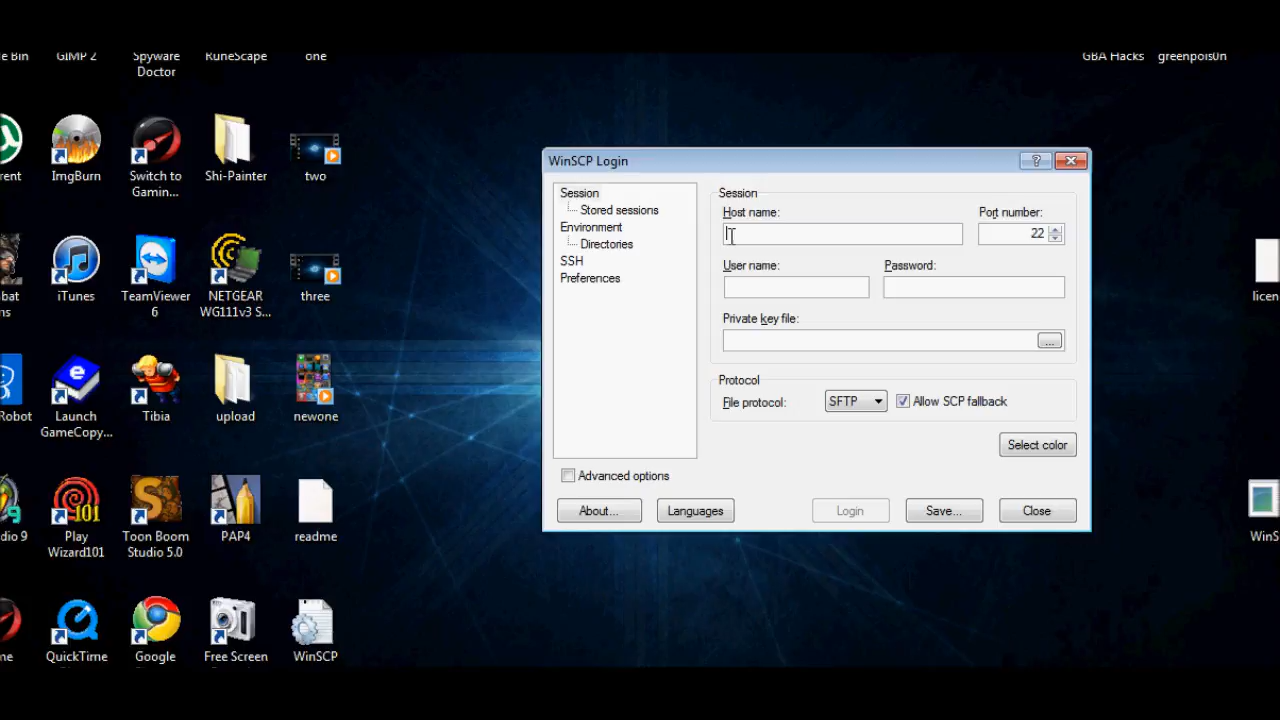 e Bin
GIMP 2
Spyware
Doctor
RuneScape
one
GBA Hacks
greenpois0n
WinSCP Login
Session
Stored sessions
Environment
Directories
SSH
Preferences
Session
Host name:
Port number:
22
User name:
Password:
Private key file:
...
Protocol
File protocol:
SFTP
Allow SCP fallback
Select color
Advanced options
About...
Languages
Login
Save...
Close
rent
ImgBurn
Switch to
Gamin...
Shi-Painter
two
bat
ns
iTunes
TeamViewer
6
NETGEAR
WG111v3 S...
three
licen
Robot
Launch
GameCopy...
Tibia
upload
newone
dio 9
Play
Wizard101
101
Toon Boom
Studio 5.0
PAP4
readme
WinS
me
QuickTime
Google
Free Screen
WinSCP